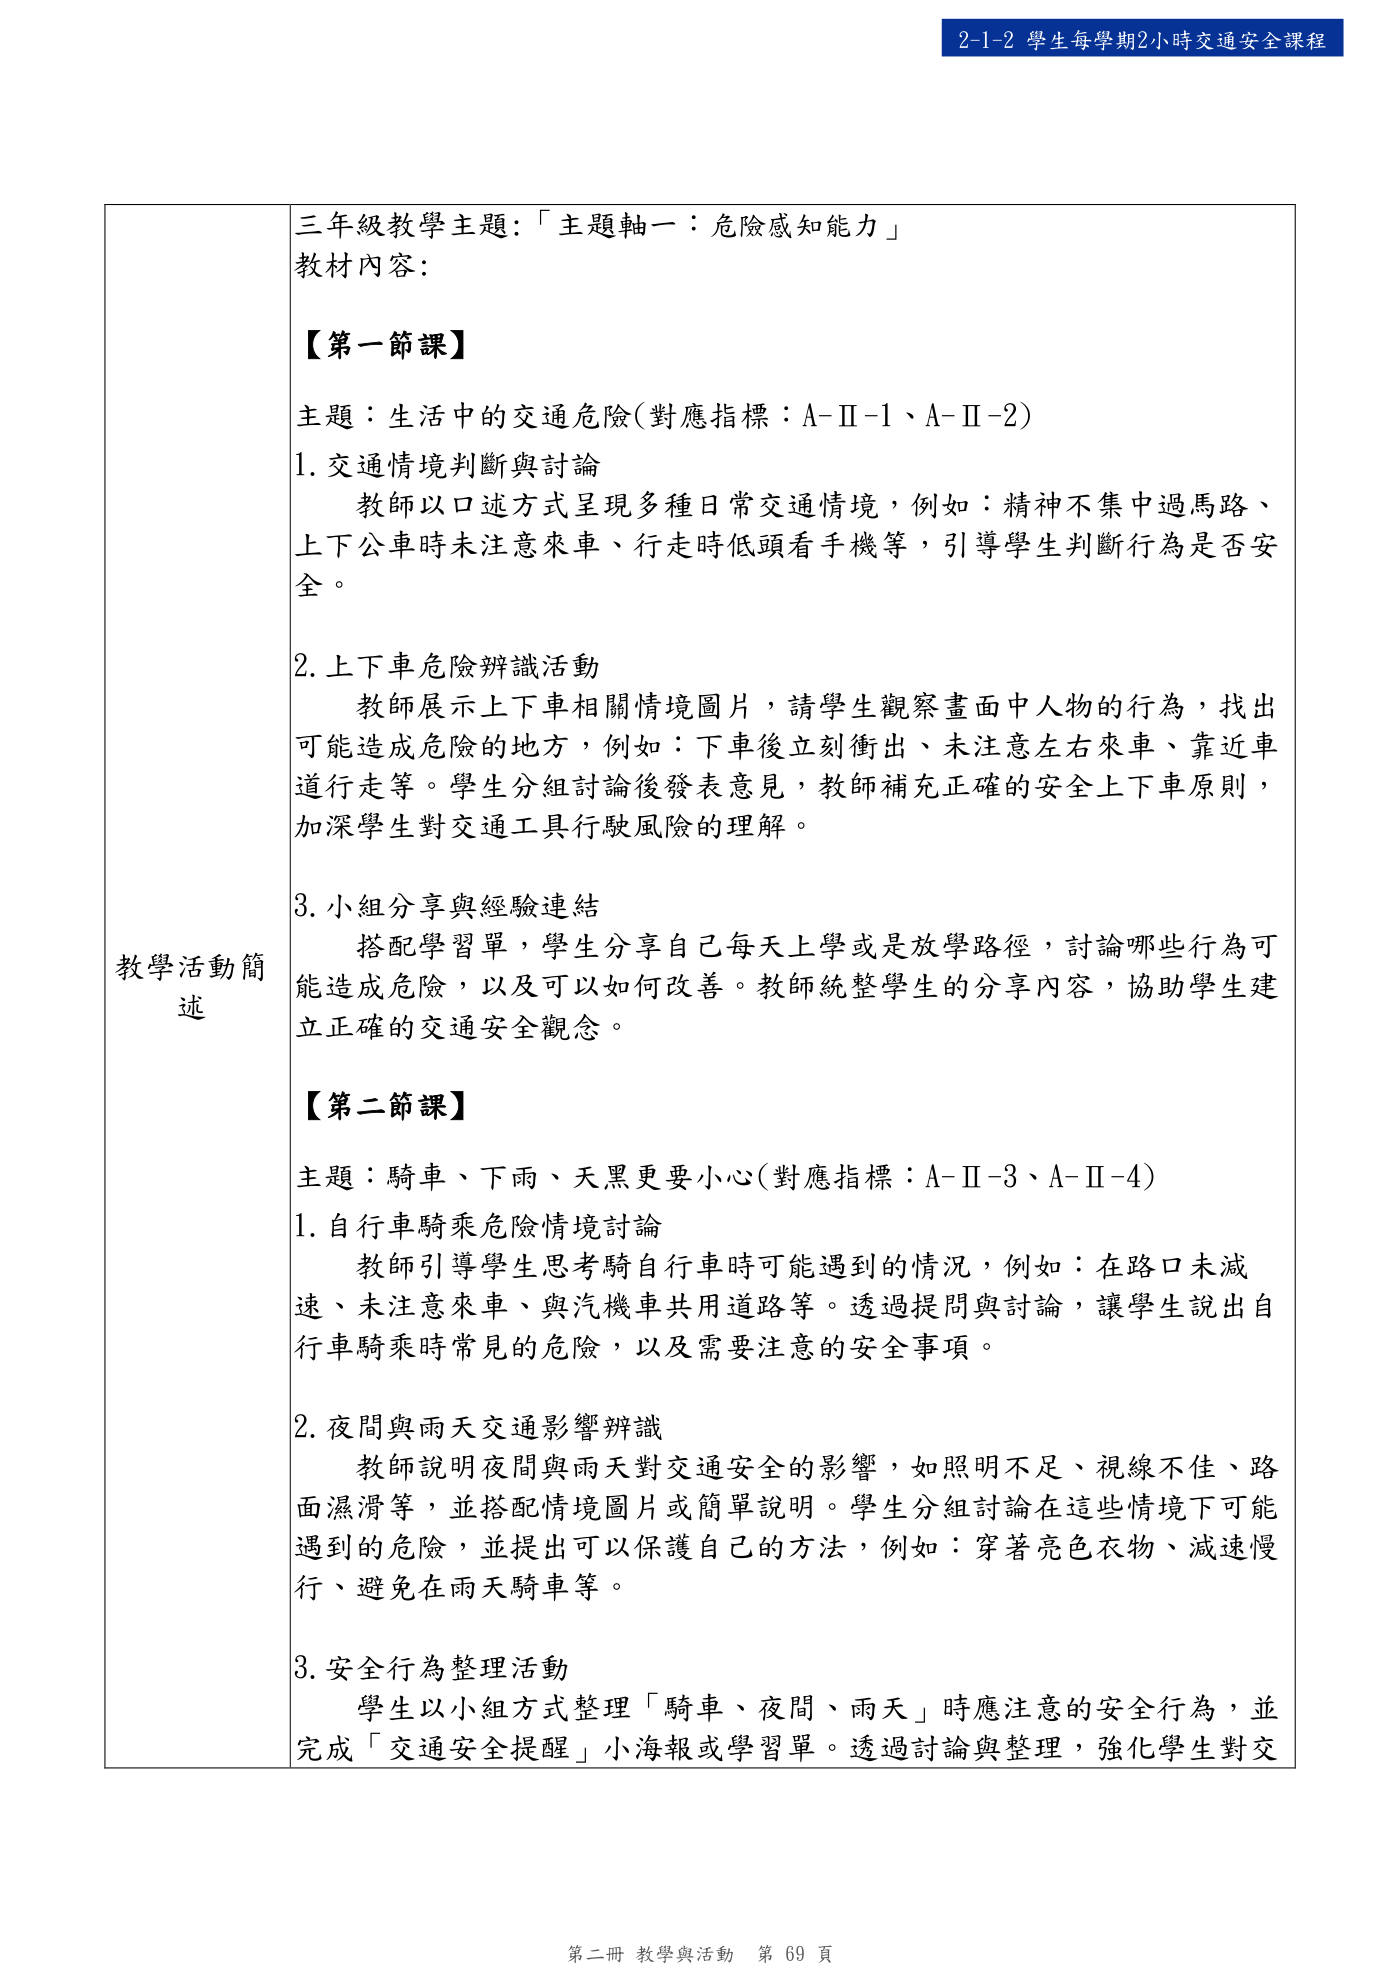 2-1-2 學生每學期2小時交通安全課程
三年級教學主題:「主題軸一：危險感知能力」
教材內容:
【第一節課】
主題：生活中的交通危險(對應指標：A-Ⅱ-1、A-Ⅱ-2)
1.交通情境判斷與討論
教師以口述方式呈現多種日常交通情境，例如：精神不集中過馬路、
上下公車時未注意來車、行走時低頭看手機等，引導學生判斷行為是否安
全。
2.上下車危險辨識活動
教師展示上下車相關情境圖片，請學生觀察畫面中人物的行為，找出
可能造成危險的地方，例如：下車後立刻衝出、未注意左右來車、靠近車
道行走等。學生分組討論後發表意見，教師補充正確的安全上下車原則，
加深學生對交通工具行駛風險的理解。
3.小組分享與經驗連結
搭配學習單，學生分享自己每天上學或是放學路徑，討論哪些行為可
能造成危險，以及可以如何改善。教師統整學生的分享內容，協助學生建
立正確的交通安全觀念。
教學活動簡
述
【第二節課】
主題：騎車、下雨、天黑更要小心(對應指標：A-Ⅱ-3、A-Ⅱ-4)
1.自行車騎乘危險情境討論
教師引導學生思考騎自行車時可能遇到的情況，例如：在路口未減
速、未注意來車、與汽機車共用道路等。透過提問與討論，讓學生說出自
行車騎乘時常見的危險，以及需要注意的安全事項。
2.夜間與雨天交通影響辨識
教師說明夜間與雨天對交通安全的影響，如照明不足、視線不佳、路
面濕滑等，並搭配情境圖片或簡單說明。學生分組討論在這些情境下可能
遇到的危險，並提出可以保護自己的方法，例如：穿著亮色衣物、減速慢
行、避免在雨天騎車等。
3.安全行為整理活動
學生以小組方式整理「騎車、夜間、雨天」時應注意的安全行為，並
完成「交通安全提醒」小海報或學習單。透過討論與整理，強化學生對交
第二冊 教學與活動 第 69 頁